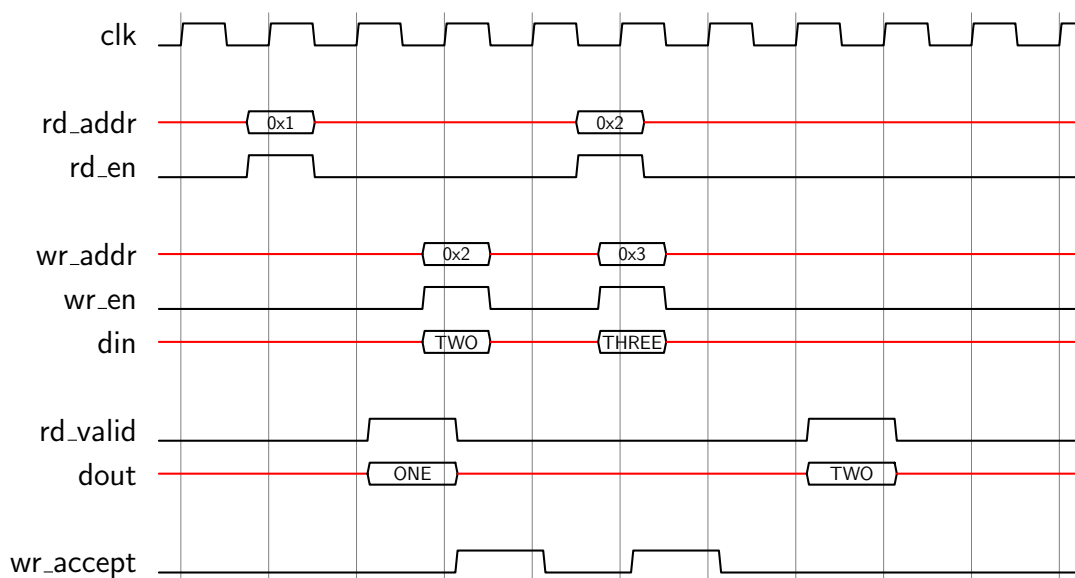 clk
rd_addr 0x1 0x2
rd_en
wr_addr 0x2 0x3
wr_en
din TWO THREE
rd_valid
dout ONE TWO
wr_accept